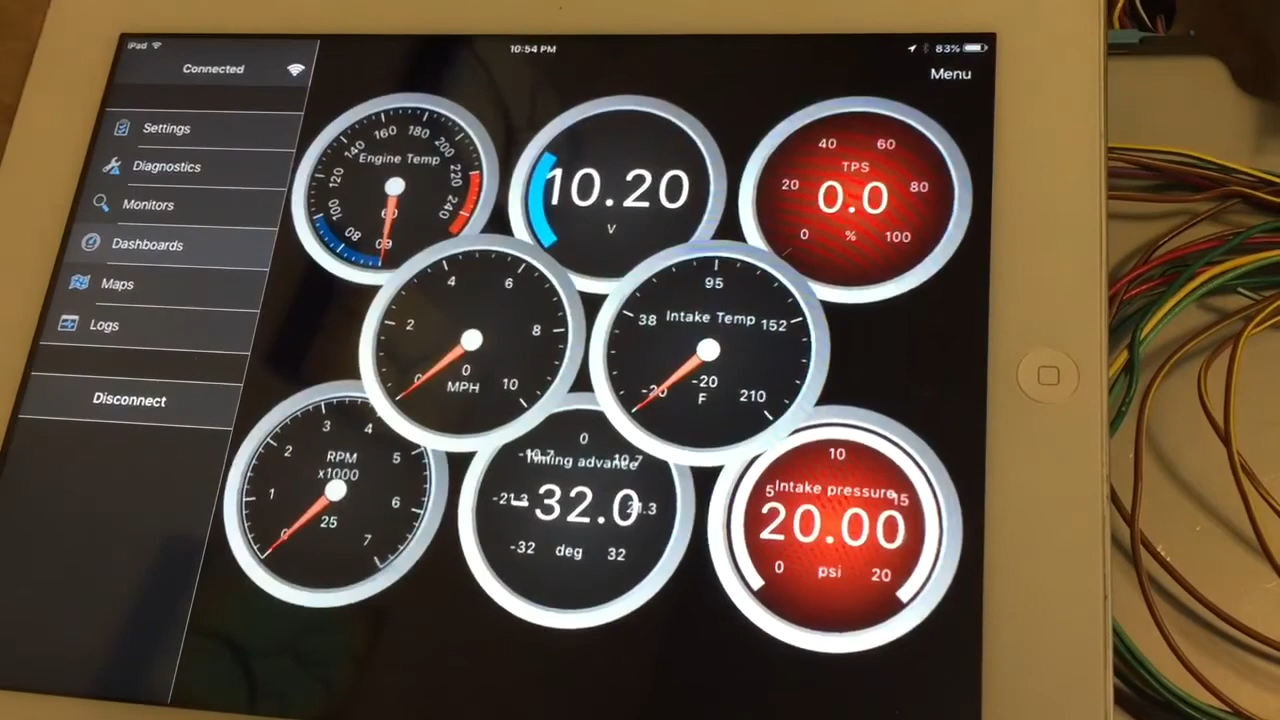 iPad
10:54 PM
83%
Connected
Menu
Settings
Diagnostics
Monitors
Dashboards
Maps
Logs
Disconnect
80 100 120 140 160 180 200 220 240
Engine Temp
10.20
V
20 40 60 80
TPS
0.0
0 % 100
2 4 6 8 10
0
MPH
38 95 152
Intake Temp
-20
F
210
1 2 3 4 5 6 7
RPM
x1000
25
0
Timing advance
-32.0
-32 deg 32
5 10 15
Intake pressure
20.00
0 psi 20